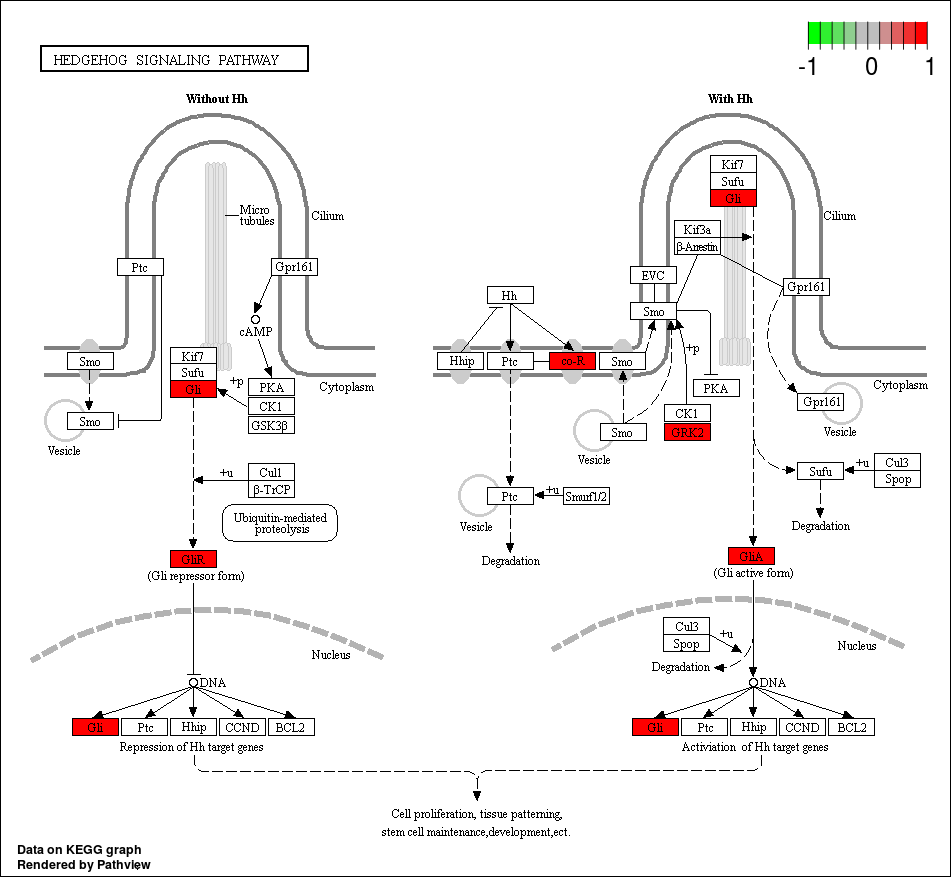 HEDGEHOG SIGNALING PATHWAY
-1 0 1
Without Hh
With Hh
Micro
tubules
Cilium
Ptc
Gpr161
cAMP
Smo
Kif7
Sufu
Gli
+p
PKA
CK1
GSK3β
Cytoplasm
Smo
Vesicle
+u
Cul1
β-TrCP
Ubiquitin-mediated
proteolysis
GliR
(Gli repressor form)
Nucleus
DNA
Gli
Ptc
Hhip
CCND
BCL2
Repression of Hh target genes
Kif7
Sufu
Gli
Cilium
Kif3a
β-Arrestin
EVC
Gpr161
Hh
Smo
Hhip
Ptc
co-R
Smo
+p
PKA
Cytoplasm
Gpr161
Vesicle
CK1
GRK2
Smo
Vesicle
Sufu
+u
Cul3
Spop
Degradation
Ptc
+u
Smurf1/2
Vesicle
Degradation
GliA
(Gli active form)
Cul3
Spop
+u
Degradation
Nucleus
DNA
Gli
Ptc
Hhip
CCND
BCL2
Activiation of Hh target genes
Cell proliferation, tissue patterning,
stem cell maintenance,development,ect.
Data on KEGG graph
Rendered by Pathview